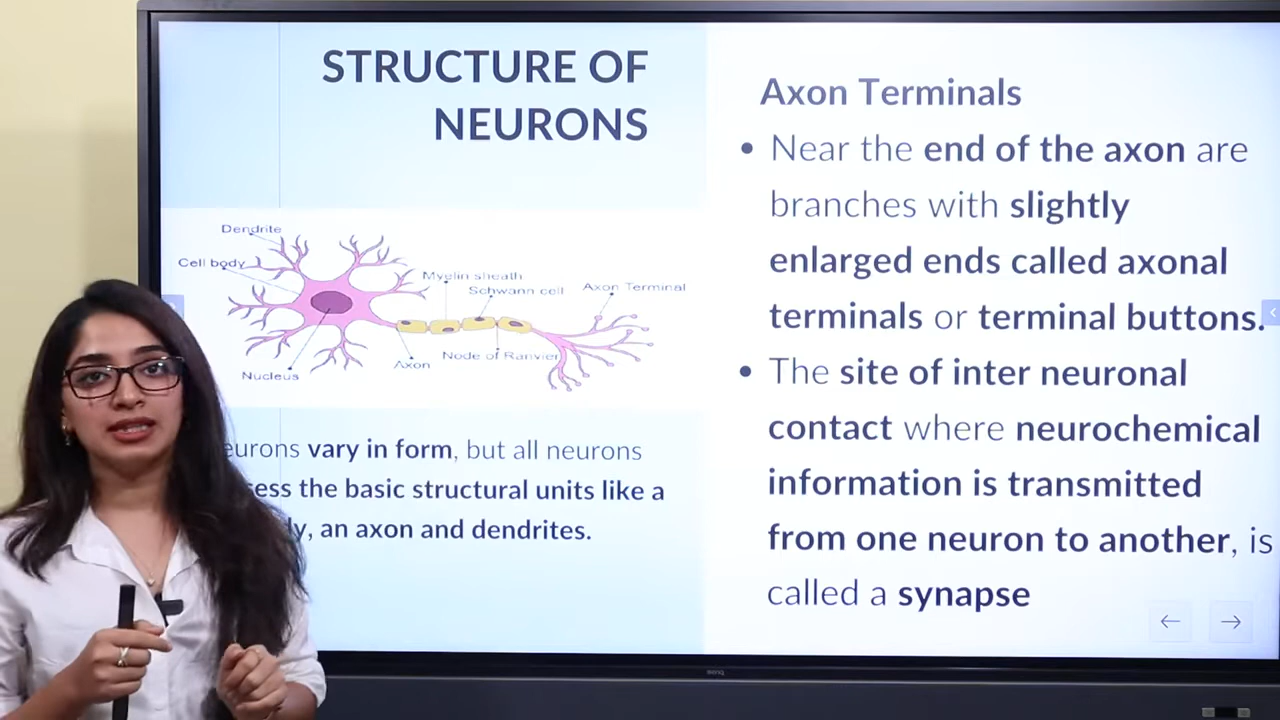 STRUCTURE OF
NEURONS
Dendrite
Cell body
Myelin sheath
Schwann cell
Axon Terminal
Node of Ranvier
Axon
Nucleus
vary in form, but all neurons
the basic structural units like a
an axon and dendrites.
Axon Terminals
• Near the end of the axon are
branches with slightly
enlarged ends called axonal
terminals or terminal buttons.
• The site of inter neuronal
contact where neurochemical
information is transmitted
from one neuron to another, is
called a synapse
BenQ